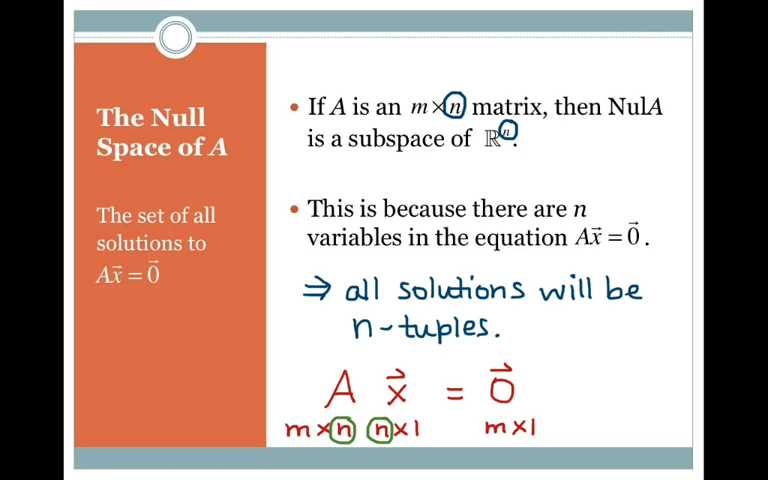 The Null
Space of A
The set of all
solutions to
Ax⃗ = 0⃗
• If A is an m × n matrix, then NulA
is a subspace of ℝⁿ.
• This is because there are n
variables in the equation Ax⃗ = 0⃗ .
⇒ all solutions will be
n-tuples.
A x⃗ = 0⃗
m×n n×1 m×1